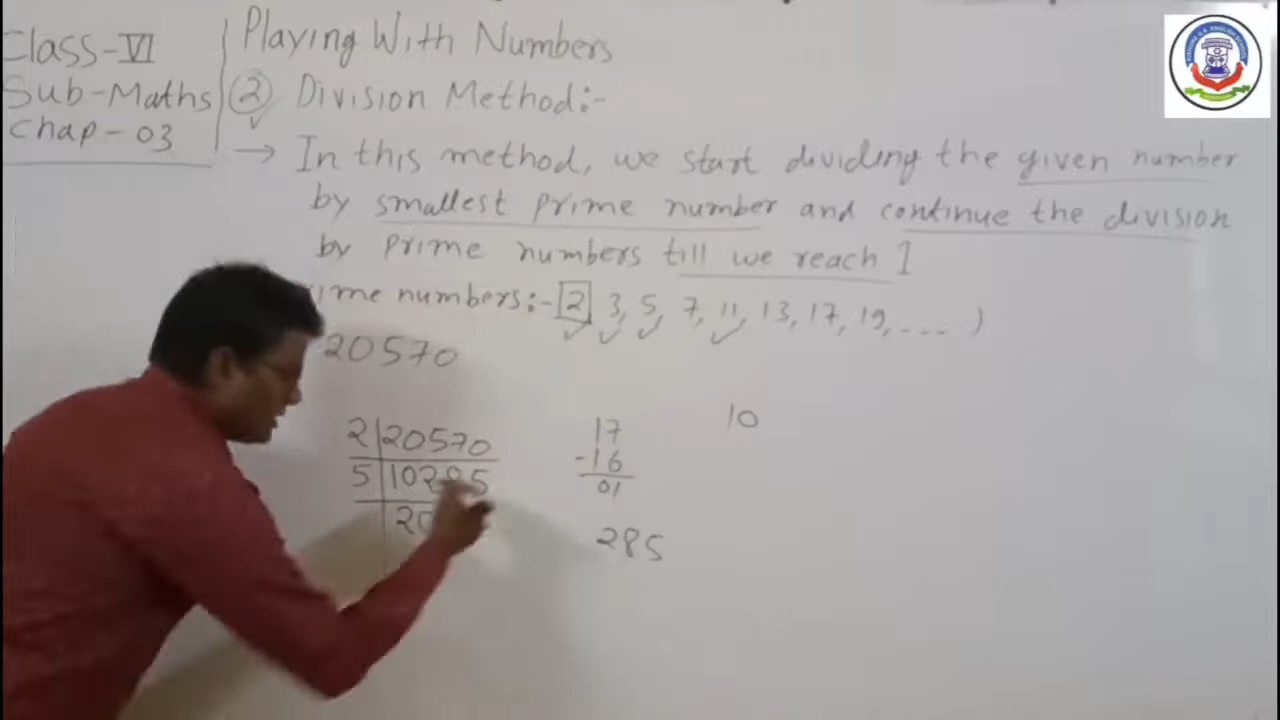 Class-VI
Sub-Maths
Chap-03
Playing With Numbers
② Division Method:-
→ In this method, we start dividing the given number
by smallest prime number and continue the division
by prime numbers till we reach 1
rime numbers:- 2 3, 5, 7, 11, 13, 17, 19, .... )
20570
2 20570
5 10285
20
17
-16
01
285
10